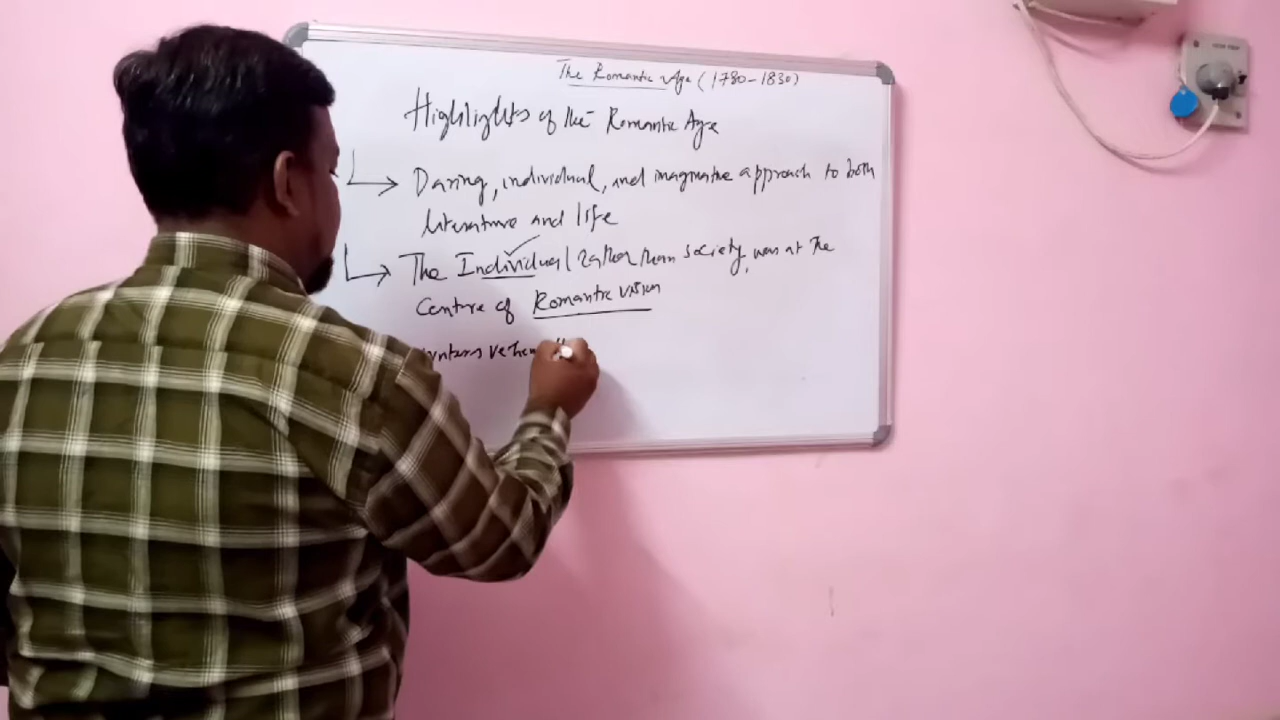 The Romantic Age (1780-1830)
Highlights of the Romantic Age
Daring, individual, and imaginative approach to both
literature and life
The Individual rather than society, was at the
Centure of Romantic vision